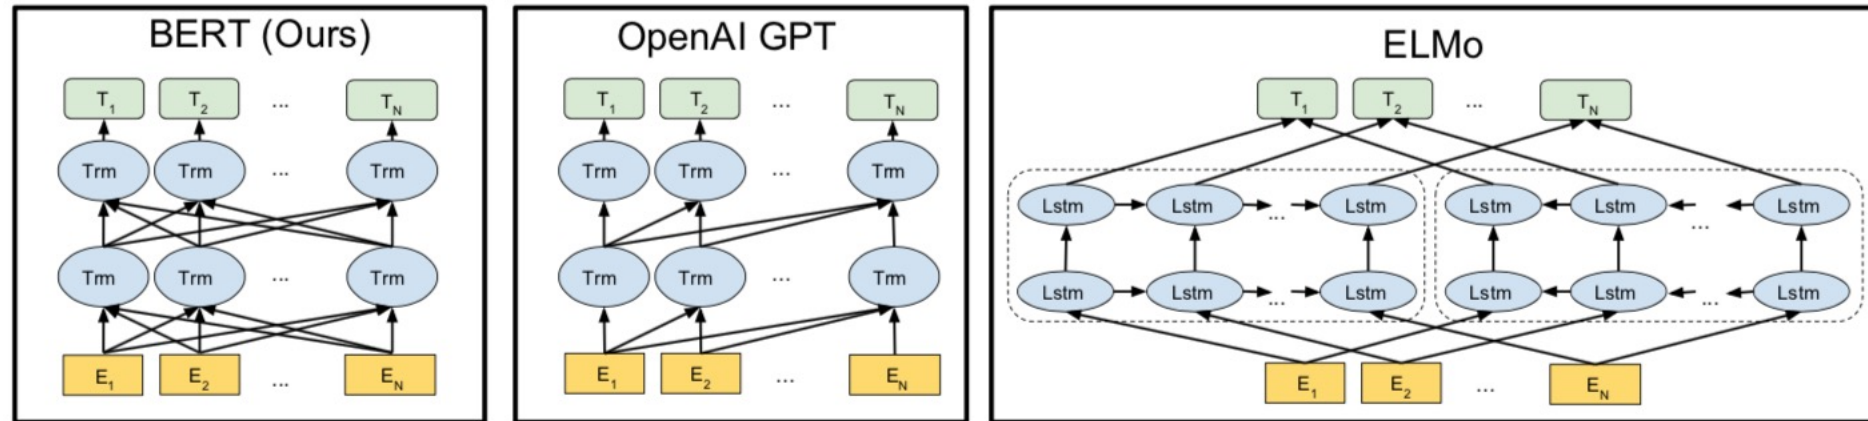 BERT (Ours)
T1 T2 ... TN
Trm Trm ... Trm
Trm Trm ... Trm
E1 E2 ... EN
OpenAI GPT
T1 T2 ... TN
Trm Trm ... Trm
Trm Trm ... Trm
E1 E2 ... EN
ELMo
T1 T2 ... TN
Lstm Lstm ... Lstm Lstm Lstm ... Lstm
Lstm Lstm ... Lstm Lstm Lstm ... Lstm
E1 E2 ... EN